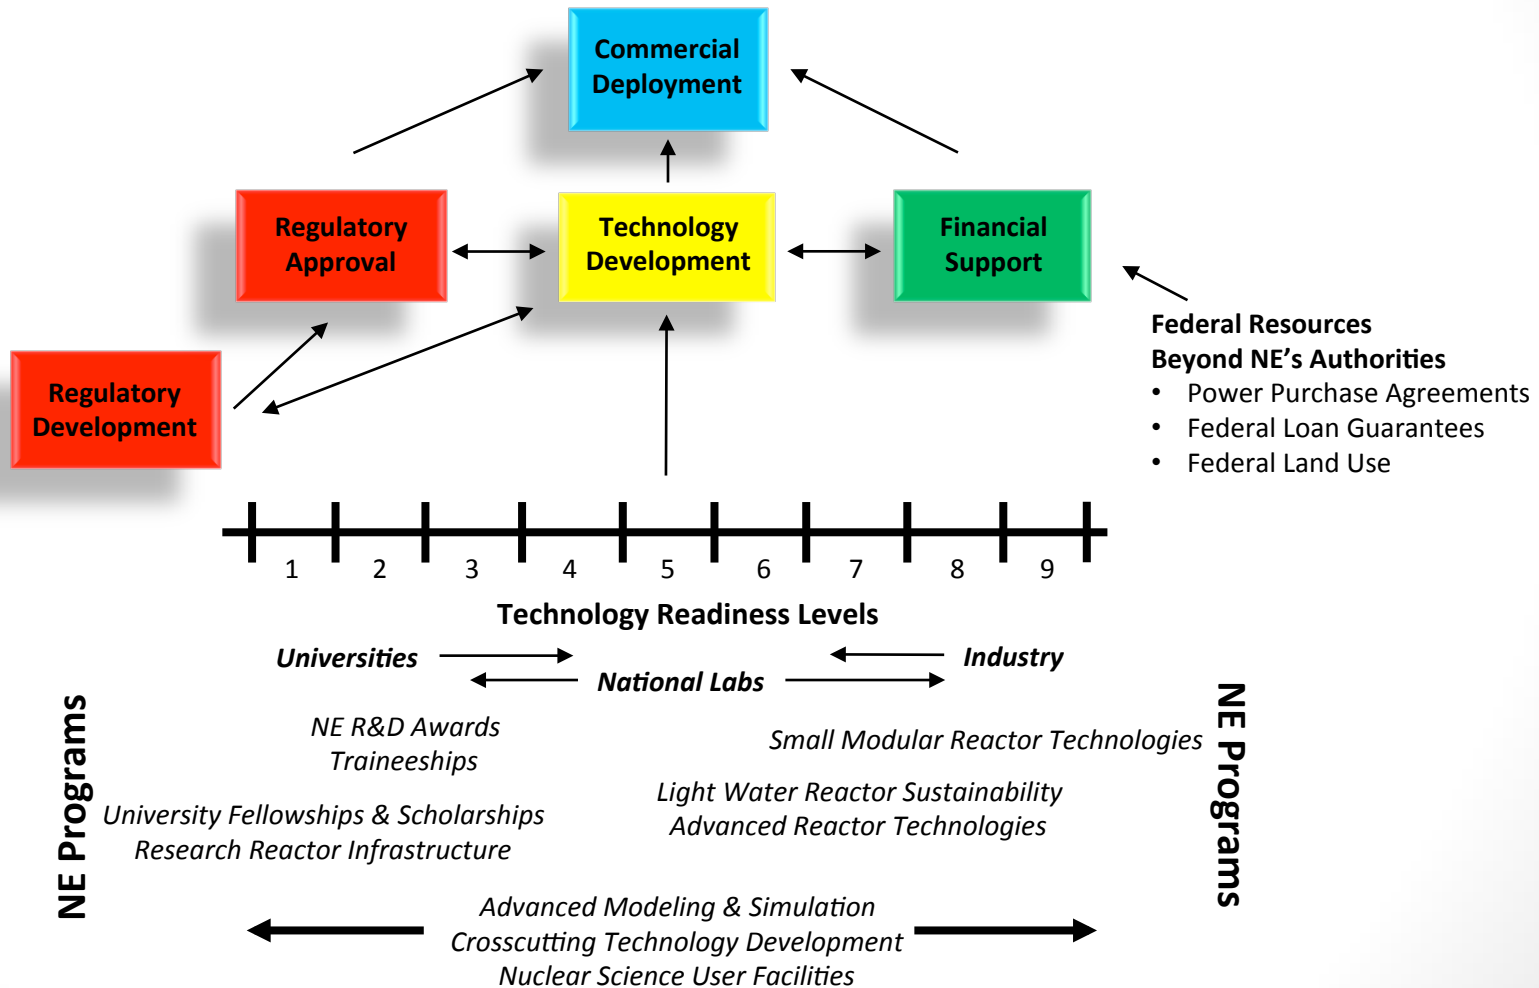 Commercial
Deployment
Regulatory
Approval
Technology
Development
Financial
Support
Regulatory
Development
Federal Resources
Beyond NE's Authorities
• Power Purchase Agreements
• Federal Loan Guarantees
• Federal Land Use
1 2 3 4 5 6 7 8 9
Technology Readiness Levels
Universities
Industry
National Labs
NE Programs
NE R&D Awards
Traineeships
University Fellowships & Scholarships
Research Reactor Infrastructure
Small Modular Reactor Technologies
Light Water Reactor Sustainability
Advanced Reactor Technologies
NE Programs
Advanced Modeling & Simulation
Crosscutting Technology Development
Nuclear Science User Facilities